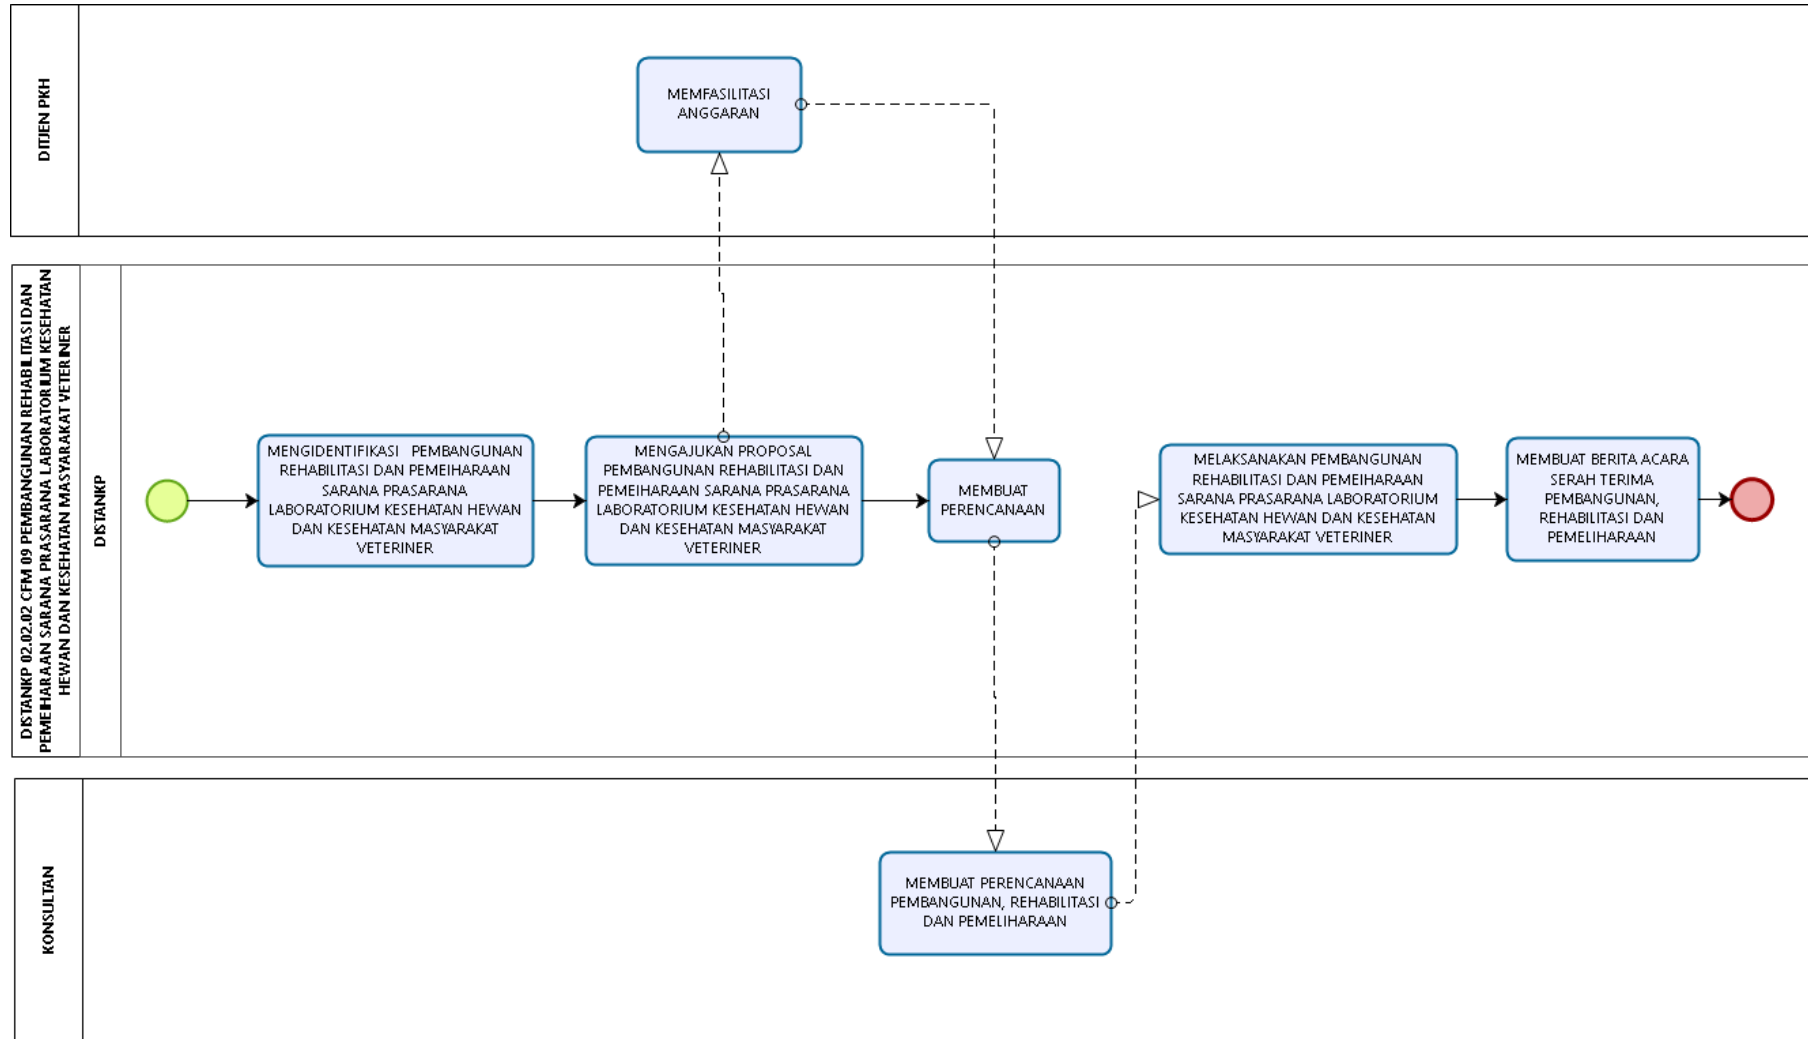 DITJEN PKH
MEMFASILITASI
ANGGARAN
DISTANKP 02.02.02.02 CFM 09 PEMBANGUNAN REHABILITASI DAN
PEMEIHARAAN SARANA PRASARANA LABORATORIUM KESEHATAN
HEWAN DAN KESEHATAN MASYARAKAT VETERINER
DISTANKP
MENGIDENTIFIKASI PEMBANGUNAN
REHABILITASI DAN PEMEIHARAAN
SARANA PRASARANA
LABORATORIUM KESEHATAN HEWAN
DAN KESEHATAN MASYARAKAT
VETERINER
MENGAJUKAN PROPOSAL
PEMBANGUNAN REHABILITASI DAN
PEMEIHARAAN SARANA PRASARANA
LABORATORIUM KESEHATAN HEWAN
DAN KESEHATAN MASYARAKAT
VETERINER
MEMBUAT
PERENCANAAN
MELAKSANAKAN PEMBANGUNAN
REHABILITASI DAN PEMEIHARAAN
SARANA PRASARANA LABORATORIUM
KESEHATAN HEWAN DAN KESEHATAN
MASYARAKAT VETERINER
MEMBUAT BERITA ACARA
SERAH TERIMA
PEMBANGUNAN,
REHABILITASI DAN
PEMELIHARAAN
KONSULTAN
MEMBUAT PERENCANAAN
PEMBANGUNAN, REHABILITASI
DAN PEMELIHARAAN